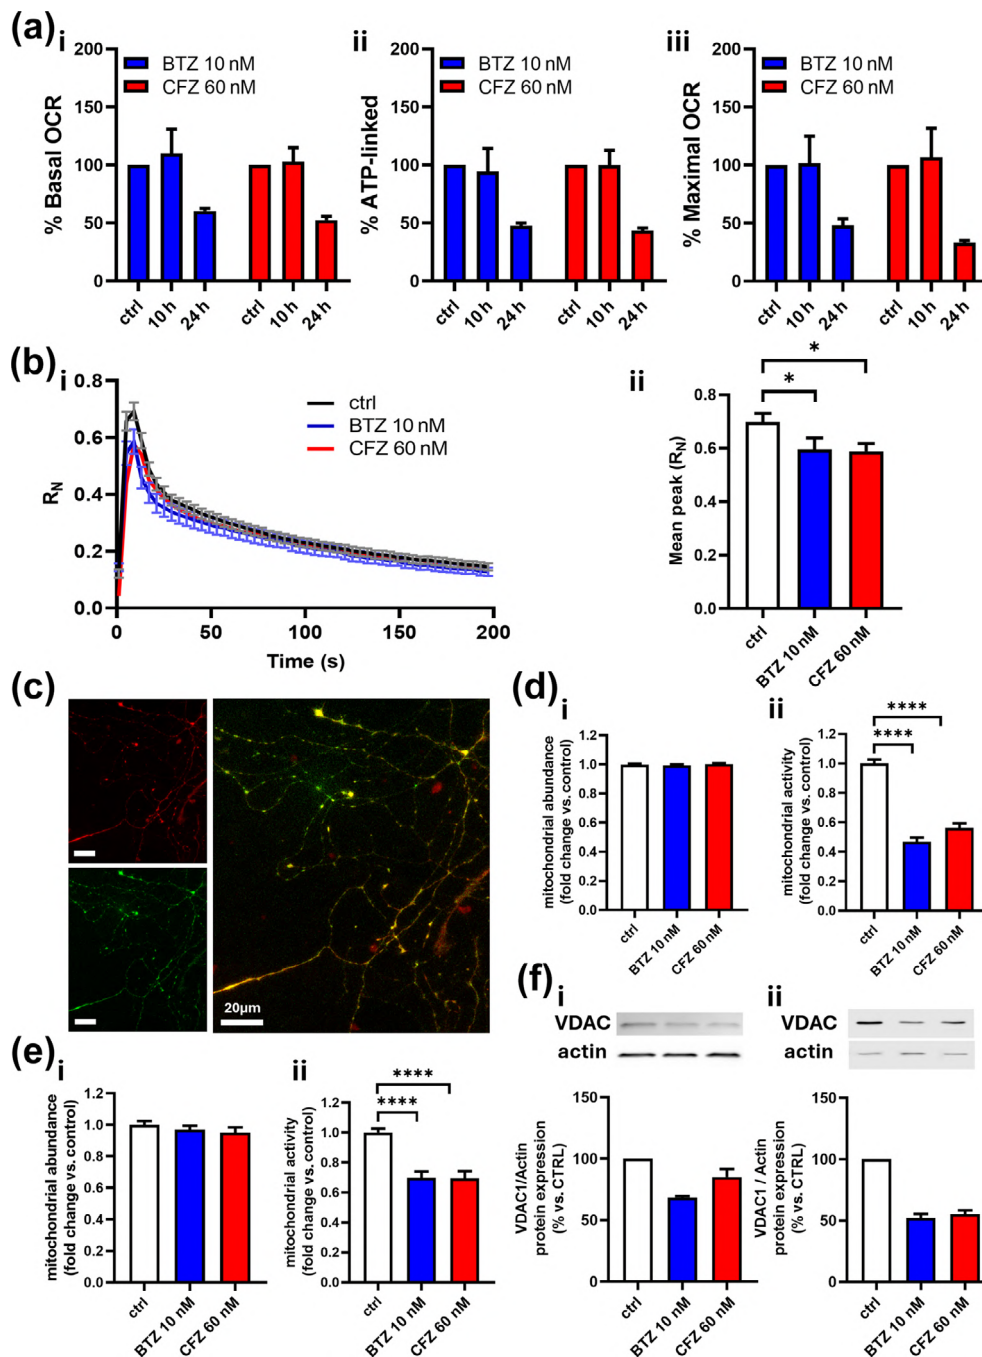 (a)
i
200
150
100
50
0
% Basal OCR
BTZ 10 nM
CFZ 60 nM
ctrl
10 h
24 h
ctrl
10 h
24 h
ii
200
150
100
50
0
% ATP-linked
BTZ 10 nM
CFZ 60 nM
ctrl
10 h
24 h
ctrl
10 h
24 h
iii
200
150
100
50
0
% Maximal OCR
BTZ 10 nM
CFZ 60 nM
ctrl
10 h
24 h
ctrl
10 h
24 h
(b)
i
0.8
0.6
0.4
0.2
0.0
RN
ctrl
BTZ 10 nM
CFZ 60 nM
0
50
100
150
200
Time (s)
ii
0.8
0.6
0.4
0.2
0.0
Mean peak (RN)
*
*
ctrl
BTZ 10 nM
CFZ 60 nM
(c)
20µm
(d)
i
1.2
1.0
0.8
0.6
0.4
0.2
0.0
mitochondrial abundance
(fold change vs. control)
ctrl
BTZ 10 nM
CFZ 60 nM
ii
1.2
1.0
0.8
0.6
0.4
0.2
0.0
mitochondrial activity
(fold change vs. control)
****
****
ctrl
BTZ 10 nM
CFZ 60 nM
(e)
i
1.2
1.0
0.8
0.6
0.4
0.2
0.0
mitochondrial abundance
(fold change vs. control)
ctrl
BTZ 10 nM
CFZ 60 nM
ii
1.2
1.0
0.8
0.6
0.4
0.2
0.0
mitochondrial activity
(fold change vs. control)
****
****
ctrl
BTZ 10 nM
CFZ 60 nM
(f)
i
VDAC
actin
150
100
50
0
VDAC1/Actin
protein expression
(% vs. CTRL)
ctrl
BTZ 10 nM
CFZ 60 nM
ii
VDAC
actin
150
100
50
0
VDAC1 / Actin
protein expression
(% vs. CTRL)
ctrl
BTZ 10 nM
CFZ 60 nM